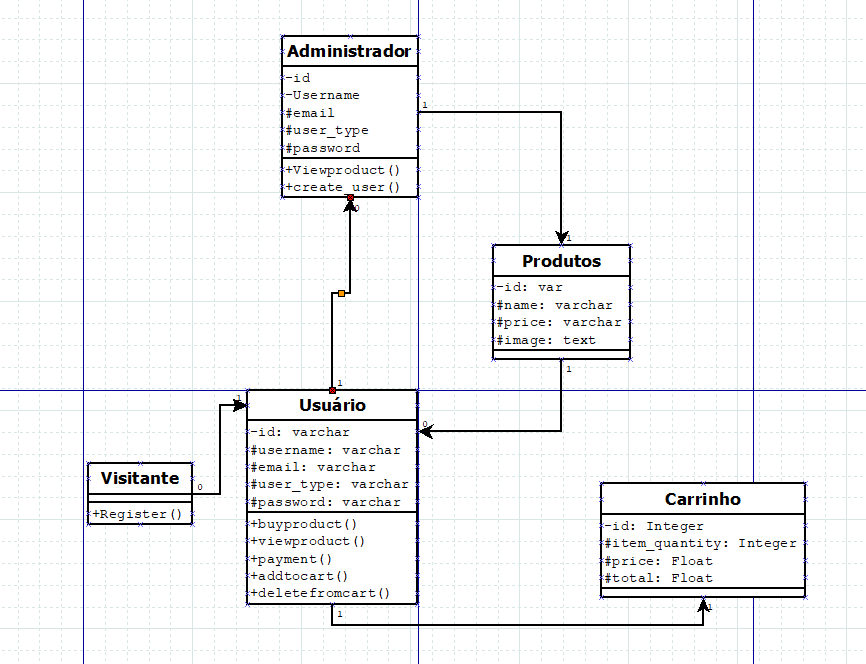 Administrador
-id
-Username
#email
#user_type
#password
+Viewproduct()
+create_user()
0
1
1
Produtos
-id: var
#name: varchar
#price: varchar
#image: text
1
0
1
1
Usuário
-id: varchar
#username: varchar
#email: varchar
#user_type: varchar
#password: varchar
+buyproduct()
+viewproduct()
+payment()
+addtocart()
+deletefromcart()
1
Visitante
+Register()
0
Carrinho
-id: Integer
#item_quantity: Integer
#price: Float
#total: Float
1